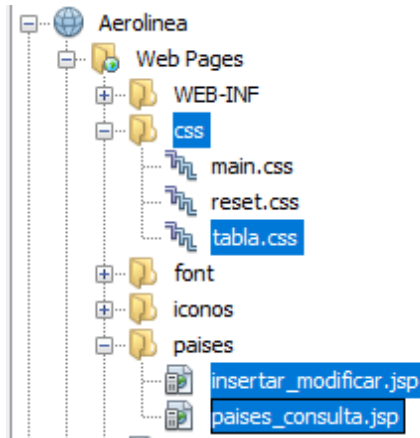 Aerolinea
Web Pages
WEB-INF
css
main.css
reset.css
tabla.css
font
iconos
paises
insertar_modificar.jsp
paises_consulta.jsp